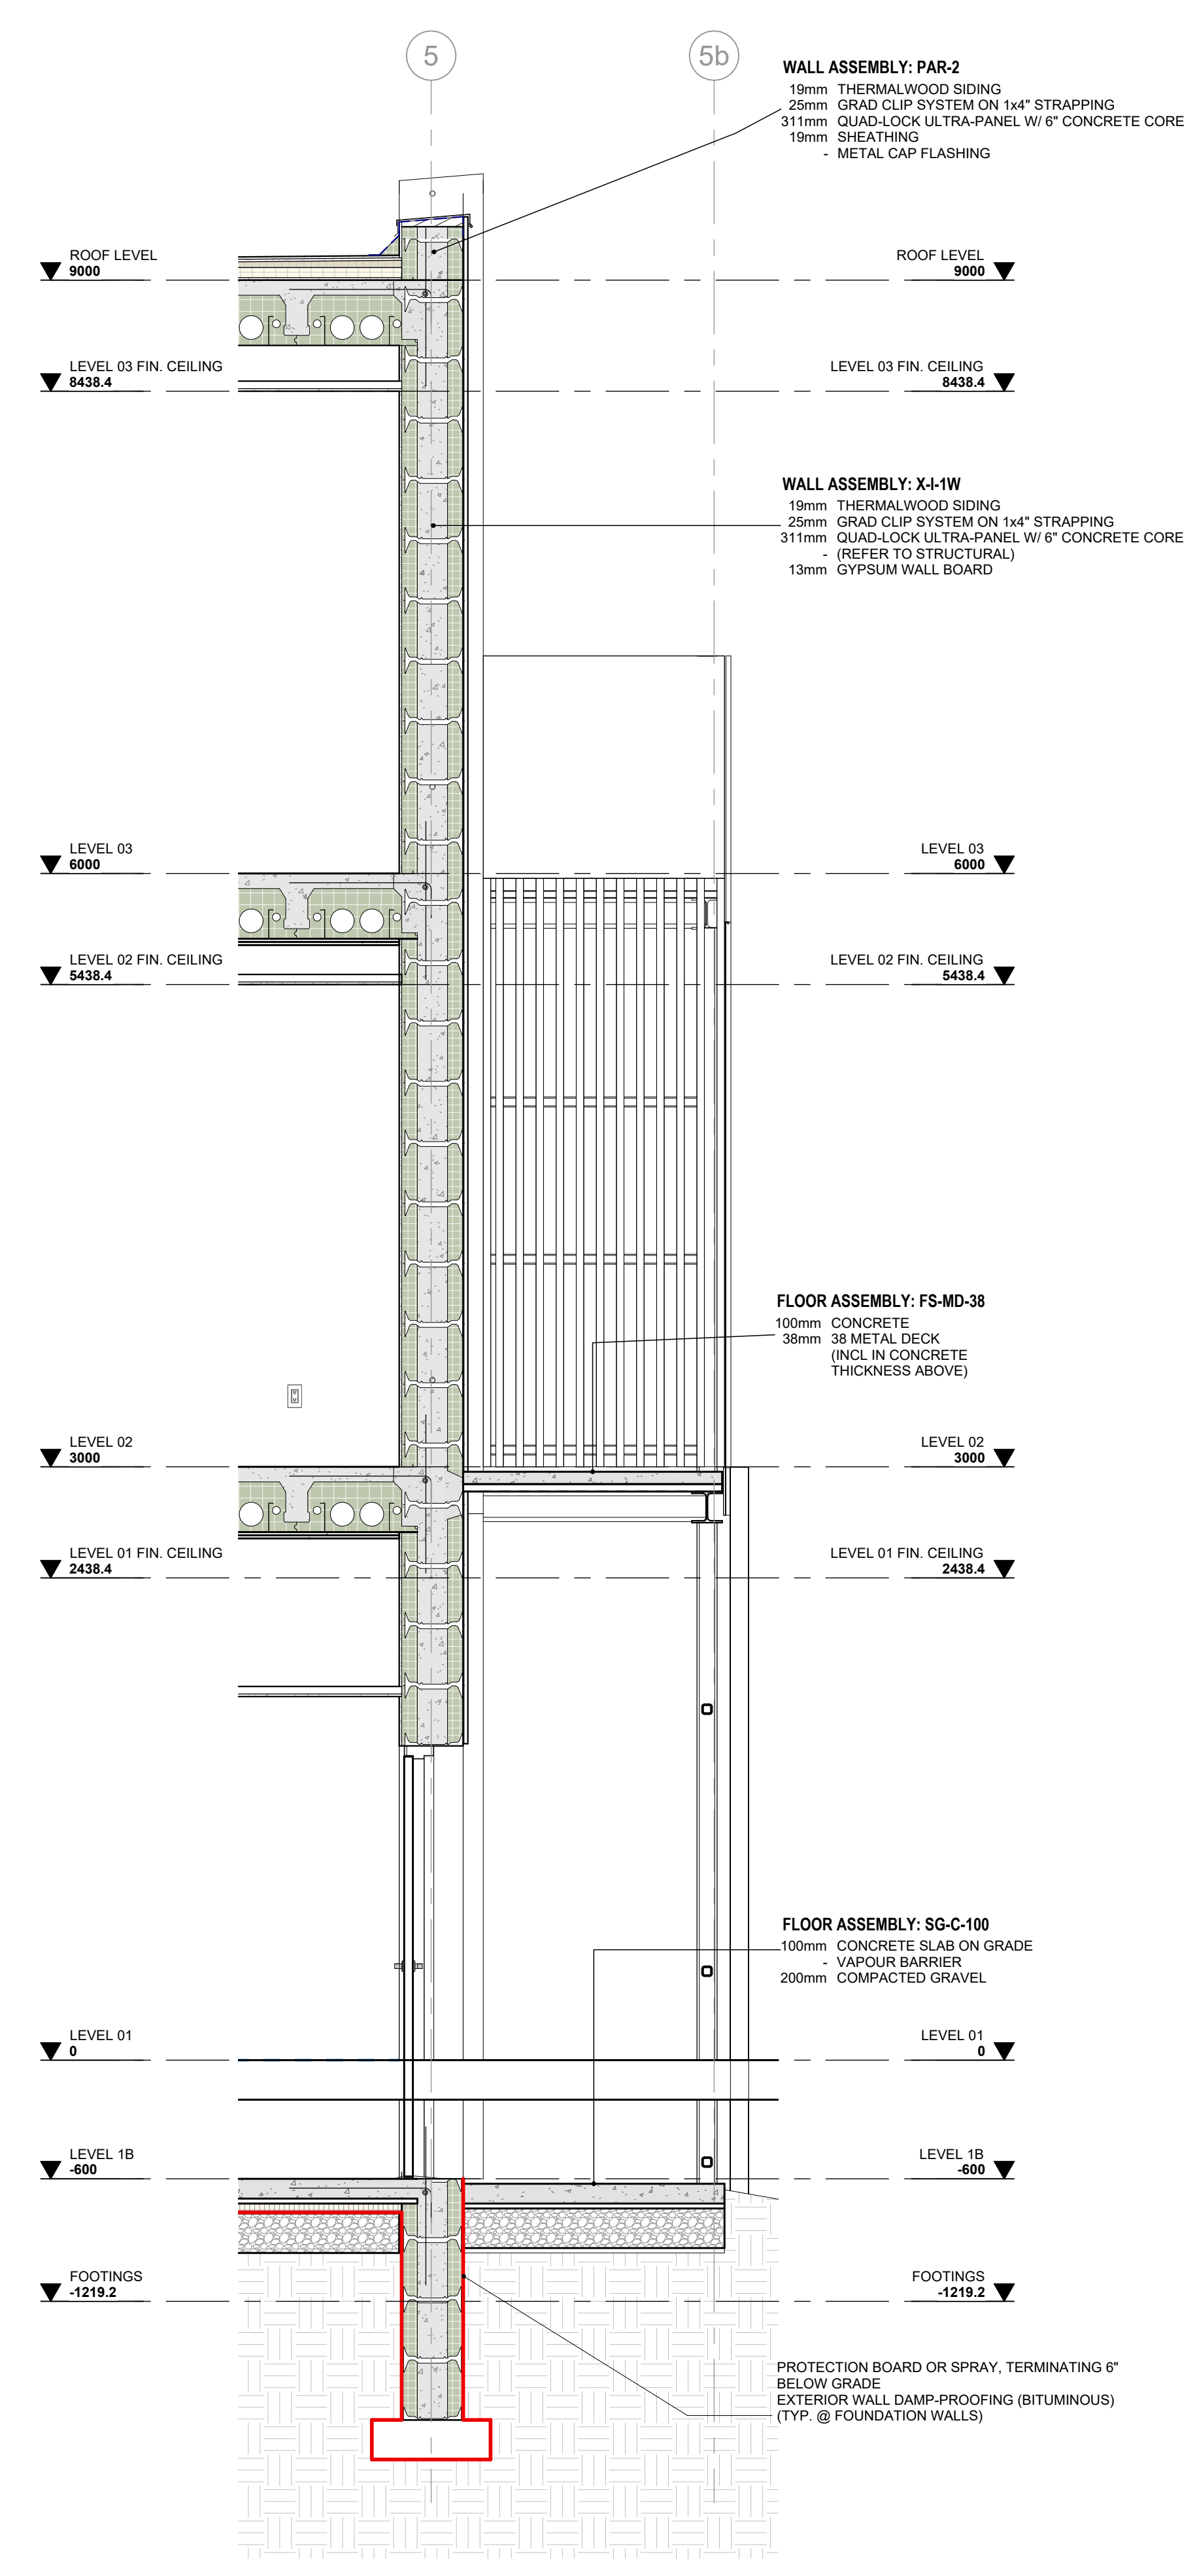 5
5b
WALL ASSEMBLY: PAR-2
19mm THERMALWOOD SIDING
25mm GRAD CLIP SYSTEM ON 1x4" STRAPPING
311mm QUAD-LOCK ULTRA-PANEL W/ 6" CONCRETE CORE
19mm SHEATHING
- METAL CAP FLASHING
ROOF LEVEL
9000
ROOF LEVEL
9000
LEVEL 03 FIN. CEILING
8438.4
LEVEL 03 FIN. CEILING
8438.4
WALL ASSEMBLY: X-I-1W
19mm THERMALWOOD SIDING
25mm GRAD CLIP SYSTEM ON 1x4" STRAPPING
311mm QUAD-LOCK ULTRA-PANEL W/ 6" CONCRETE CORE
- (REFER TO STRUCTURAL)
13mm GYPSUM WALL BOARD
LEVEL 03
6000
LEVEL 03
6000
LEVEL 02 FIN. CEILING
5438.4
LEVEL 02 FIN. CEILING
5438.4
FLOOR ASSEMBLY: FS-MD-38
100mm CONCRETE
38mm 38 METAL DECK
(INCL IN CONCRETE
THICKNESS ABOVE)
LEVEL 02
3000
LEVEL 02
3000
LEVEL 01 FIN. CEILING
2438.4
LEVEL 01 FIN. CEILING
2438.4
FLOOR ASSEMBLY: SG-C-100
100mm CONCRETE SLAB ON GRADE
- VAPOUR BARRIER
200mm COMPACTED GRAVEL
LEVEL 01
0
LEVEL 01
0
LEVEL 1B
-600
LEVEL 1B
-600
FOOTINGS
-1219.2
FOOTINGS
-1219.2
PROTECTION BOARD OR SPRAY, TERMINATING 6"
BELOW GRADE
EXTERIOR WALL DAMP-PROOFING (BITUMINOUS)
(TYP. @ FOUNDATION WALLS)